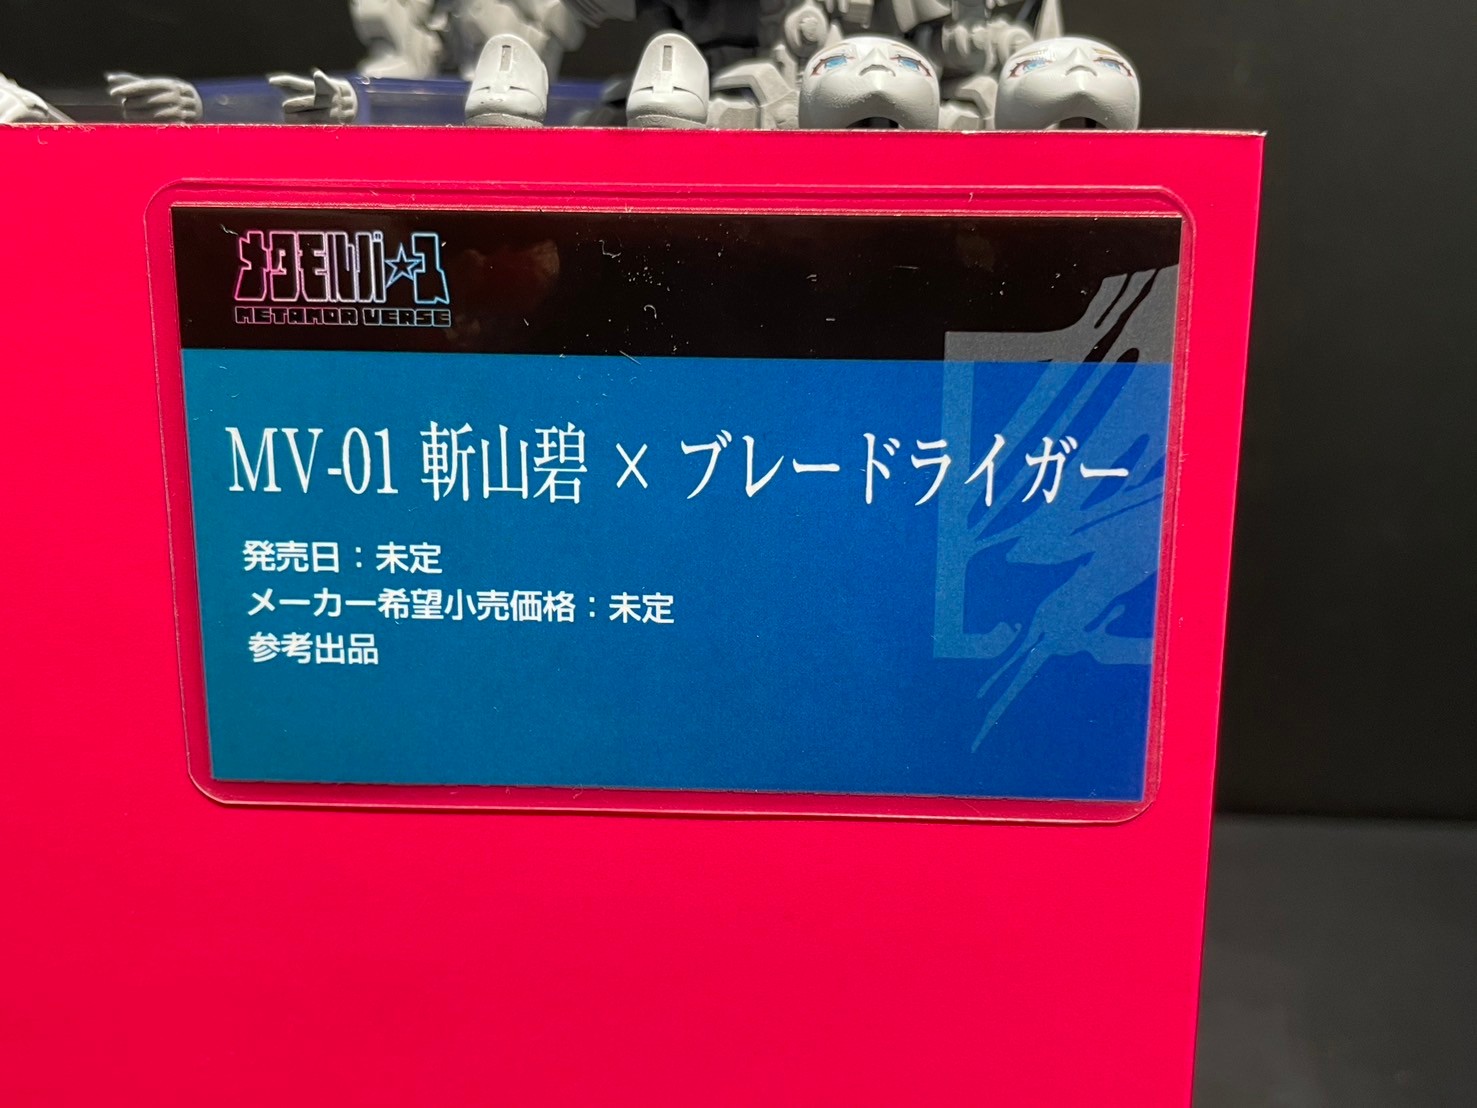 メタモルバ☆ス
METAMOR VERSE
MV-01 斬山碧 × ブレードライガー
発売日：未定
メーカー希望小売価格：未定
参考出品